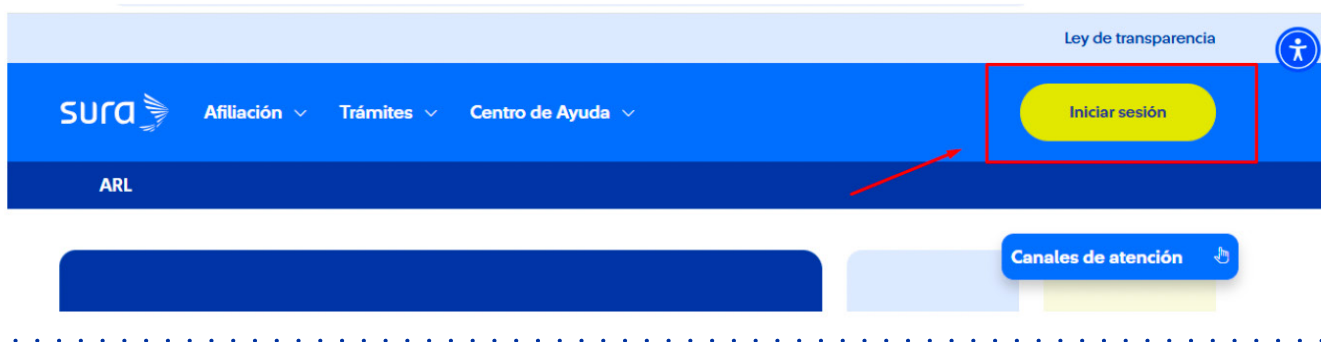 Ley de transparencia
sura
Afiliación
Trámites
Centro de Ayuda
Iniciar sesión
ARL
Canales de atención